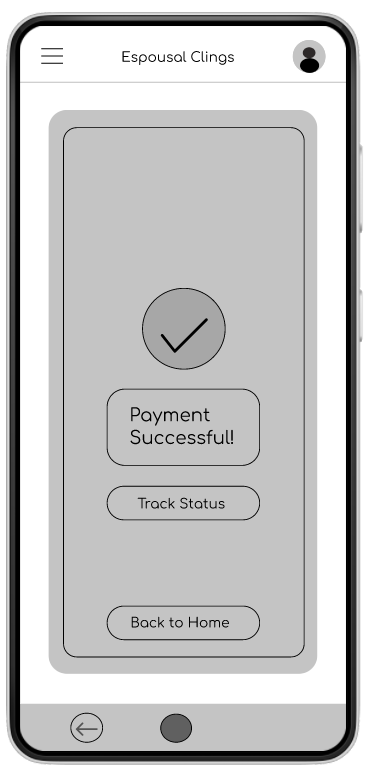 Espousal Clings
Payment
Successful!
Track Status
Back to Home